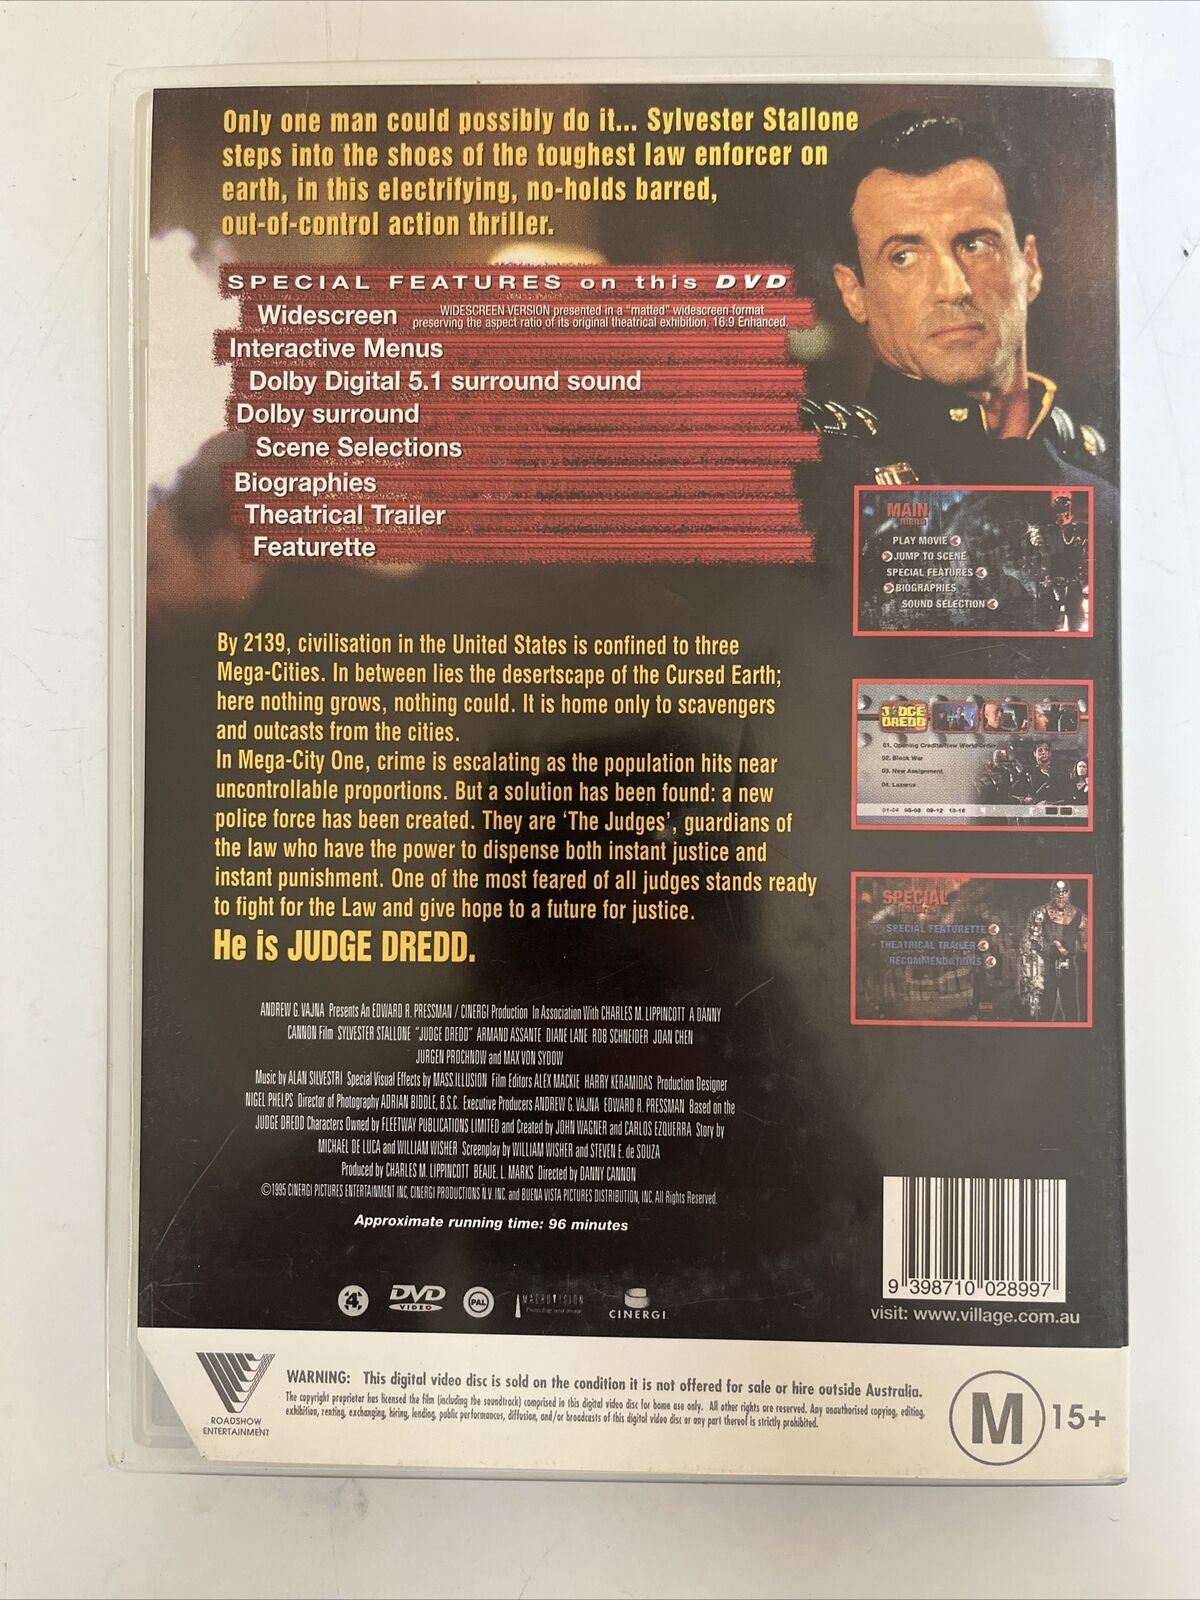 Only one man could possibly do it... Sylvester Stallone
steps into the shoes of the toughest law enforcer on
earth, in this electrifying, no-holds barred,
out-of-control action thriller.
SPECIAL FEATURES on this DVD
Widescreen
WIDESCREEN VERSION presented in a "matted" widescreen format
preserving the aspect ratio of its original theatrical exhibition. 16:9 Enhanced.
Interactive Menus
Dolby Digital 5.1 surround sound
Dolby surround
Scene Selections
Biographies
Theatrical Trailer
Featurette
MAIN
menu
PLAY MOVIE
JUMP TO SCENE
SPECIAL FEATURES
BIOGRAPHIES
SOUND SELECTION
JUDGE
DREDD
01. Opening Credits/New World Order
02. Block War
03. New Assignment
04. Lazarus
01-04 05-08 09-12 13-16
SPECIAL
features
SPECIAL FEATURETTE
THEATRICAL TRAILER
RECOMMENDATIONS
By 2139, civilisation in the United States is confined to three
Mega-Cities. In between lies the desertscape of the Cursed Earth;
here nothing grows, nothing could. It is home only to scavengers
and outcasts from the cities.
In Mega-City One, crime is escalating as the population hits near
uncontrollable proportions. But a solution has been found: a new
police force has been created. They are 'The Judges', guardians of
the law who have the power to dispense both instant justice and
instant punishment. One of the most feared of all judges stands ready
to fight for the Law and give hope to a future for justice.
He is JUDGE DREDD.
ANDREW G. VAJNA Presents An EDWARD R. PRESSMAN / CINERGI Production In Association With CHARLES M. LIPPINCOTT A DANNY
CANNON Film SYLVESTER STALLONE "JUDGE DREDD" ARMAND ASSANTE DIANE LANE ROB SCHNEIDER JOAN CHEN
JURGEN PROCHNOW and MAX VON SYDOW
Music by ALAN SILVESTRI Special Visual Effects by MASS.ILLUSION Film Editors ALEX MACKIE HARRY KERAMIDAS Production Designer
NIGEL PHELPS Director of Photography ADRIAN BIDDLE, B.S.C. Executive Producers ANDREW G. VAJNA EDWARD R. PRESSMAN Based on the
JUDGE DREDD Characters Owned by FLEETWAY PUBLICATIONS LIMITED and Created by JOHN WAGNER and CARLOS EZQUERRA Story by
MICHAEL DE LUCA and WILLIAM WISHER Screenplay by WILLIAM WISHER and STEVEN E. de SOUZA
Produced by CHARLES M. LIPPINCOTT BEAUE. L. MARKS Directed by DANNY CANNON
©1995 CINERGI PICTURES ENTERTAINMENT INC, CINERGI PRODUCTIONS N.V. INC. and BUENA VISTA PICTURES DISTRIBUTION, INC. All Rights Reserved.
Approximate running time: 96 minutes
4
DVD
VIDEO
PAL
MACROVISION
CINERGI
9 398710 028997
visit: www.village.com.au
ROADSHOW
ENTERTAINMENT
WARNING: This digital video disc is sold on the condition it is not offered for sale or hire outside Australia.
The copyright proprietor has licensed the film (including the soundtrack) comprised in this digital video disc for home use only. All other rights are reserved. Any unauthorised copying, editing,
exhibition, renting, exchanging, hiring, lending, public performances, diffusion, and/or broadcasts of this digital video disc or any part thereof is strictly prohibited.
M 15+